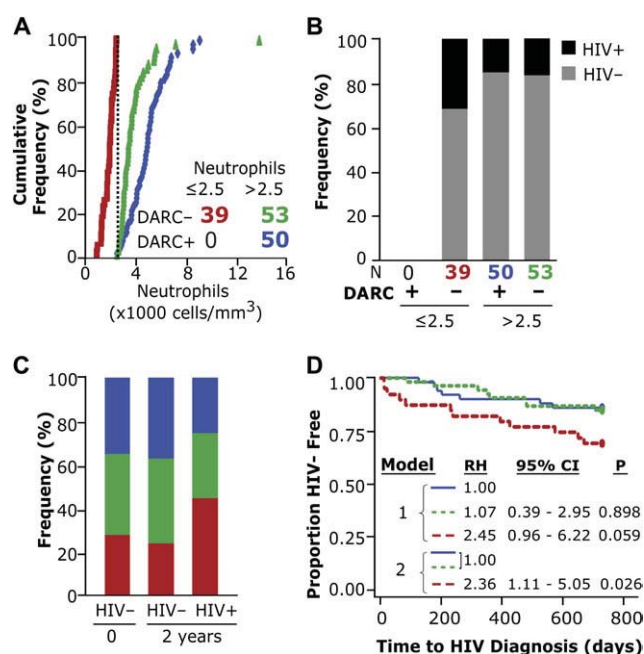 A
Cumulative
Frequency (%)
100
80
60
40
20
0
Neutrophils
≤2.5 >2.5
DARC− 39 53
DARC+ 0 50
0 4 8 12 16
Neutrophils
(x1000 cells/mm³)
B
Frequency (%)
100
80
60
40
20
0
HIV+
HIV−
N 0 39 50 53
DARC + − + −
≤2.5 >2.5
C
Frequency (%)
100
80
60
40
20
HIV− HIV− HIV+
0 2 years
D
Proportion HIV- Free
1.00
0.75
0.50
0.25
0.00
Model RH 95% CI P
1
1.00
1.07 0.39 - 2.95 0.898
2.45 0.96 - 6.22 0.059
2
1.00
2.36 1.11 - 5.05 0.026
0 200 400 600 800
Time to HIV Diagnosis (days)